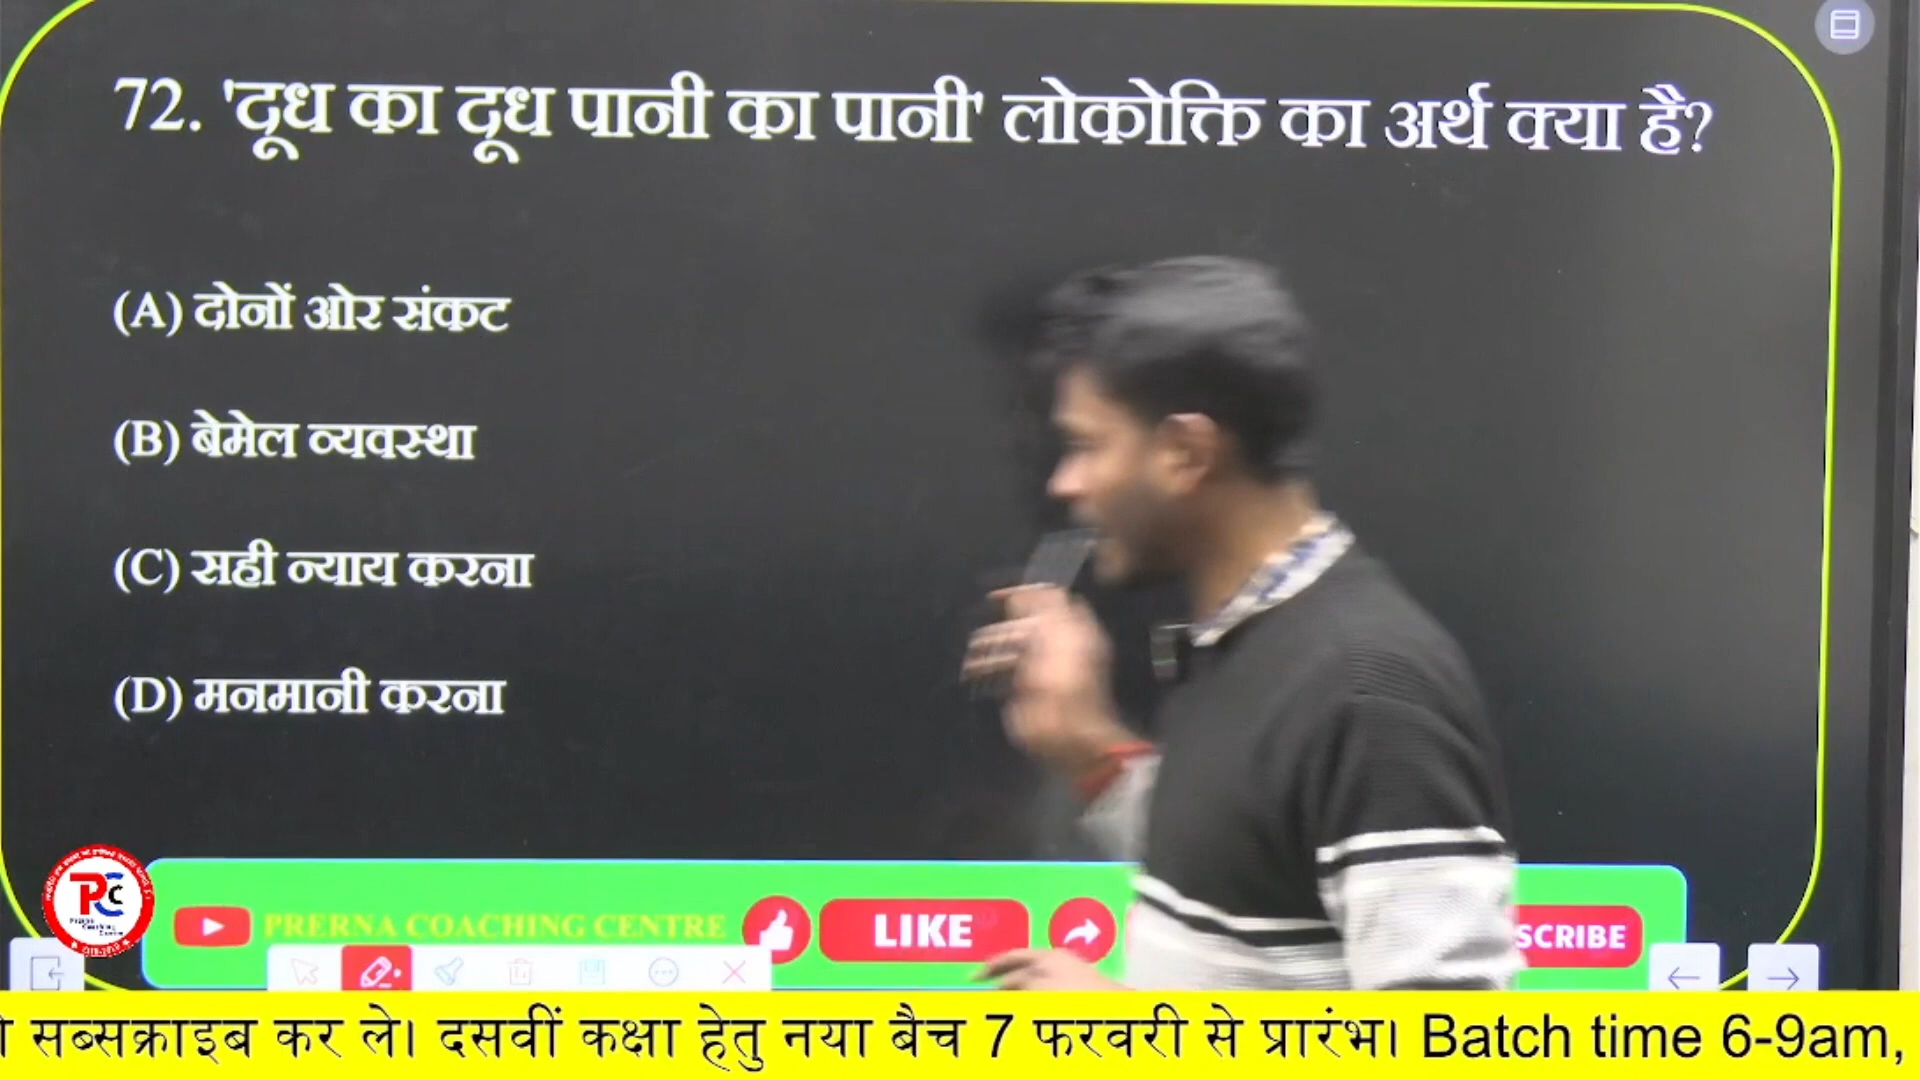 72. 'दूध का दूध पानी का पानी' लोकोक्ति का अर्थ क्या है?
(A) दोनों ओर संकट
(B) बेमेल व्यवस्था
(C) सही न्याय करना
(D) मनमानी करना
PRERNA COACHING CENTRE
LIKE
SCRIBE
सब्सक्राइब कर ले। दसवीं कक्षा हेतु नया बैच 7 फरवरी से प्रारंभ। Batch time 6-9am,